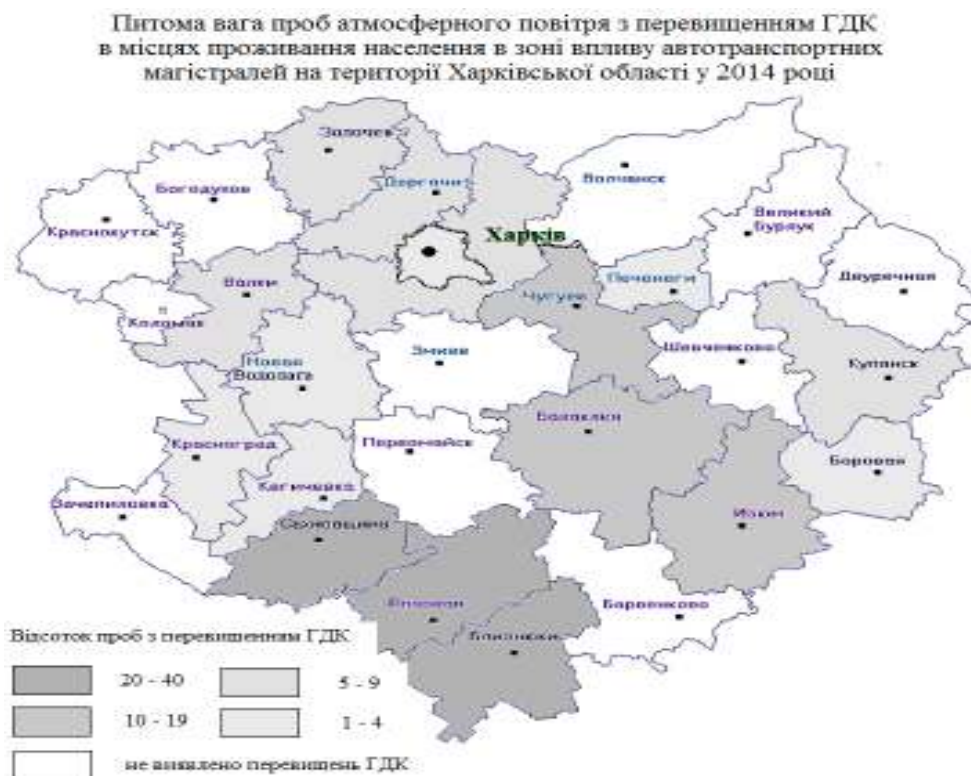 Питома вага проб атмосферного повітря з перевищенням ГДК
в місцях проживання населення в зоні впливу автотранспортних
магістралей на території Харківської області у 2014 році
Золочев
Богодухов
Дергачи
Волчанск
Краснокутск
Великий
Бурлук
Харків
Валки
Печенеги
Двуречная
Чугуев
Коломак
Змиев
Шевченково
Нова
Водолага
Купянск
Балаклея
Красноград
Первомайск
Боровая
Кегичевка
Зачепиловка
Сахновщина
Изюм
Лозовая
Барвенково
Близнюки
Відсоток проб з перевищенням ГДК
20 - 40
5 - 9
10 - 19
1 - 4
не виявлено перевищень ГДК